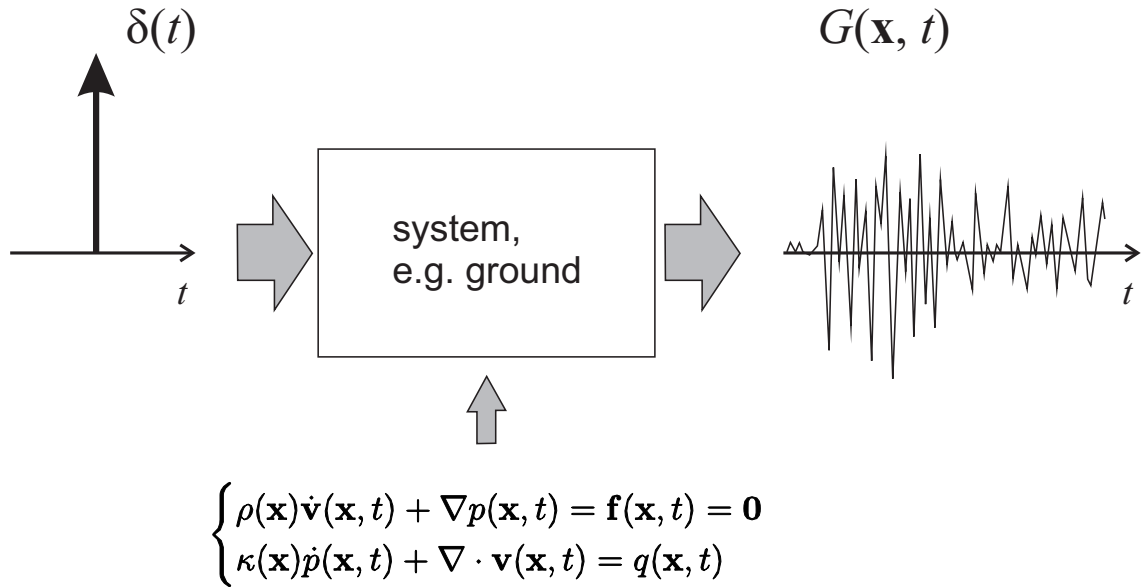 δ(t)
G(x, t)
system,
e.g. ground
t
t
ρ(x)v̇(x, t) + ∇p(x, t) = f(x, t) = 0
κ(x)ṗ(x, t) + ∇ · v(x, t) = q(x, t)